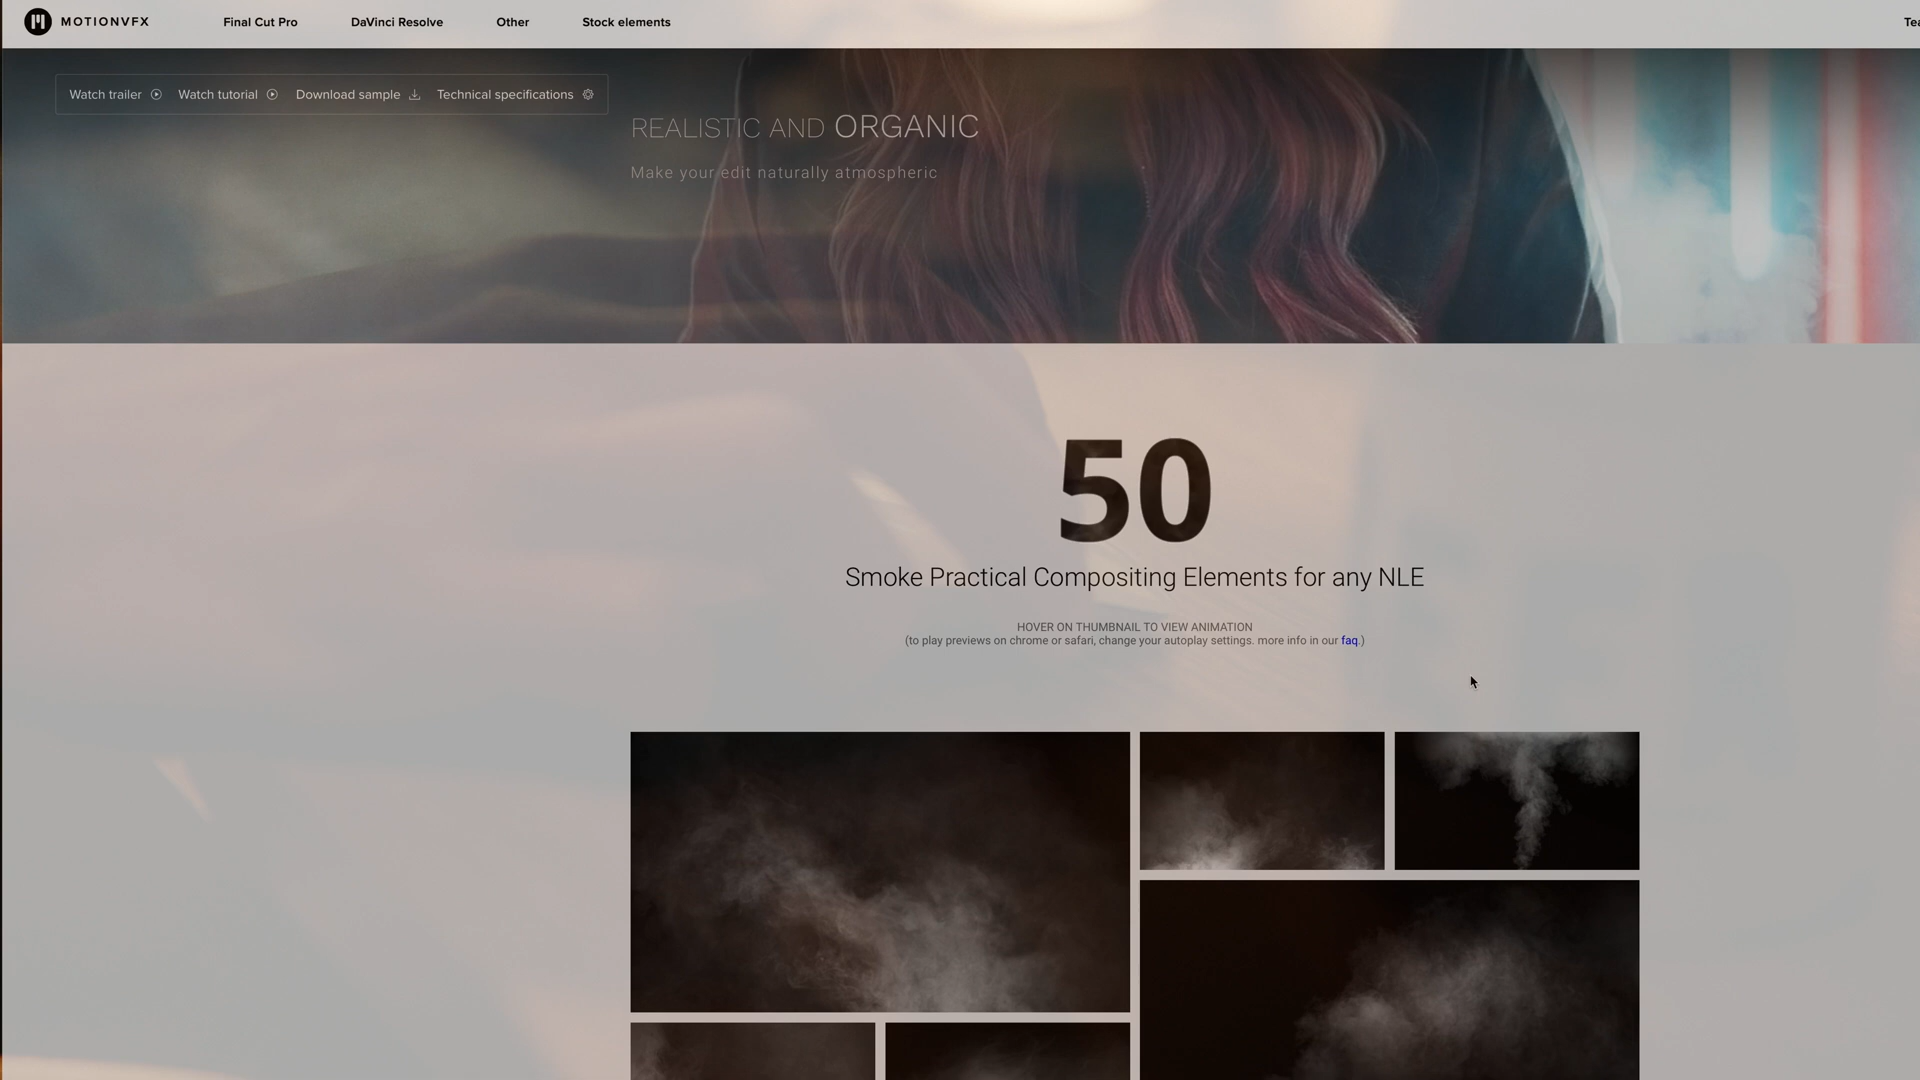 MOTIONVFX
Final Cut Pro
DaVinci Resolve
Other
Stock elements
Watch trailer
Watch tutorial
Download sample
Technical specifications
REALISTIC AND ORGANIC
Make your edit naturally atmospheric
50
Smoke Practical Compositing Elements for any NLE
HOVER ON THUMBNAIL TO VIEW ANIMATION
(to play previews on chrome or safari, change your autoplay settings. more info in our faq.)